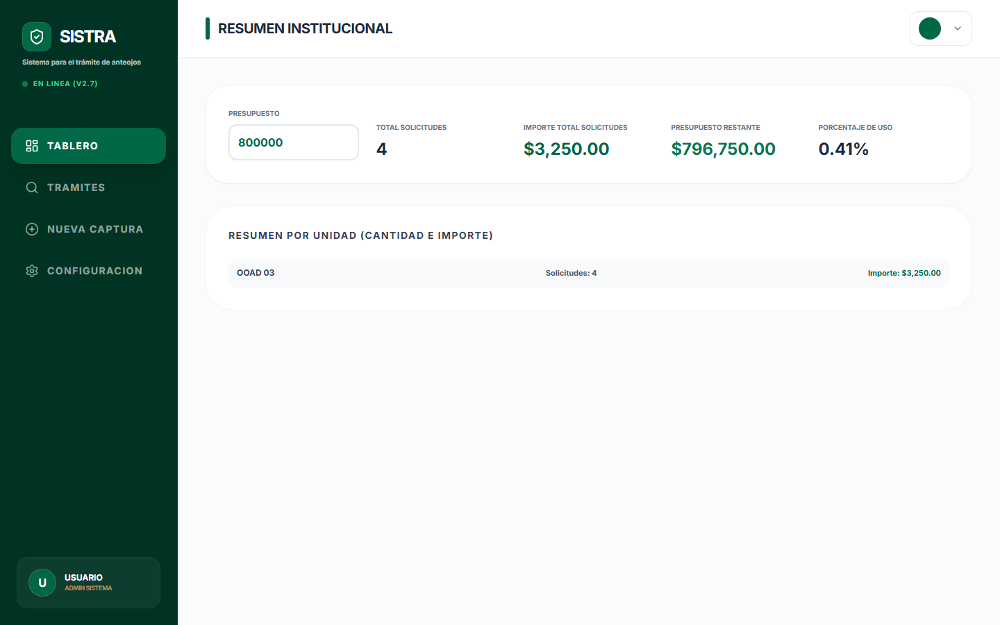 SISTRA
Sistema para el trámite de anteojos
EN LINEA (V2.7)
TABLERO
TRAMITES
NUEVA CAPTURA
CONFIGURACION
U
USUARIO
ADMIN SISTEMA
RESUMEN INSTITUCIONAL
PRESUPUESTO
800000
TOTAL SOLICITUDES
4
IMPORTE TOTAL SOLICITUDES
$3,250.00
PRESUPUESTO RESTANTE
$796,750.00
PORCENTAJE DE USO
0.41%
RESUMEN POR UNIDAD (CANTIDAD E IMPORTE)
OOAD 03 Solicitudes: 4 Importe: $3,250.00